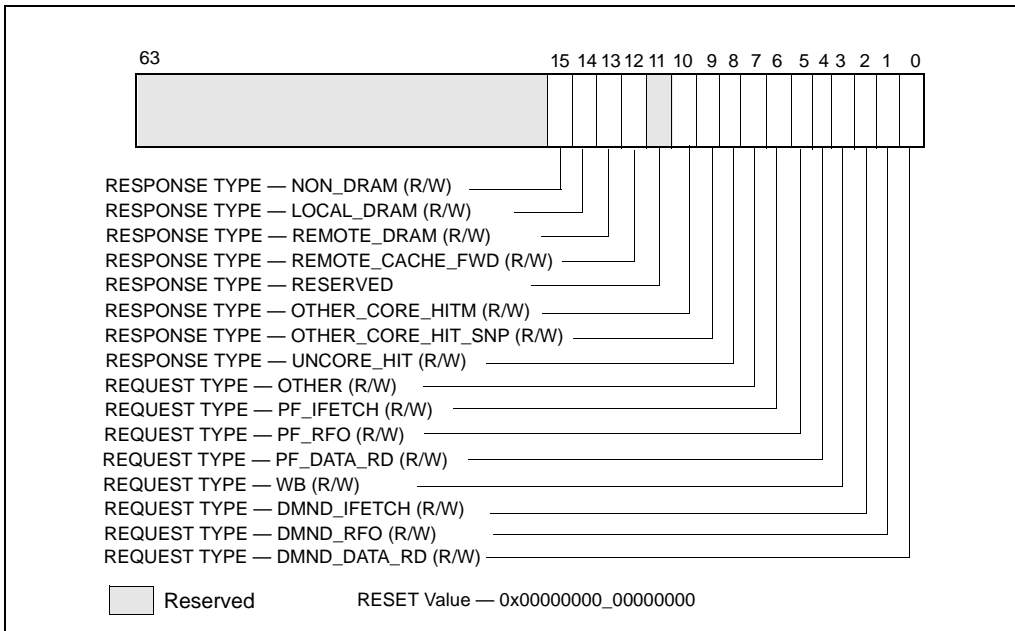 63 15 14 13 12 11 10 9 8 7 6 5 4 3 2 1 0
RESPONSE TYPE — NON_DRAM (R/W)
RESPONSE TYPE — LOCAL_DRAM (R/W)
RESPONSE TYPE — REMOTE_DRAM (R/W)
RESPONSE TYPE — REMOTE_CACHE_FWD (R/W)
RESPONSE TYPE — RESERVED
RESPONSE TYPE — OTHER_CORE_HITM (R/W)
RESPONSE TYPE — OTHER_CORE_HIT_SNP (R/W)
RESPONSE TYPE — UNCORE_HIT (R/W)
REQUEST TYPE — OTHER (R/W)
REQUEST TYPE — PF_IFETCH (R/W)
REQUEST TYPE — PF_RFO (R/W)
REQUEST TYPE — PF_DATA_RD (R/W)
REQUEST TYPE — WB (R/W)
REQUEST TYPE — DMND_IFETCH (R/W)
REQUEST TYPE — DMND_RFO (R/W)
REQUEST TYPE — DMND_DATA_RD (R/W)
Reserved RESET Value — 0x00000000_00000000